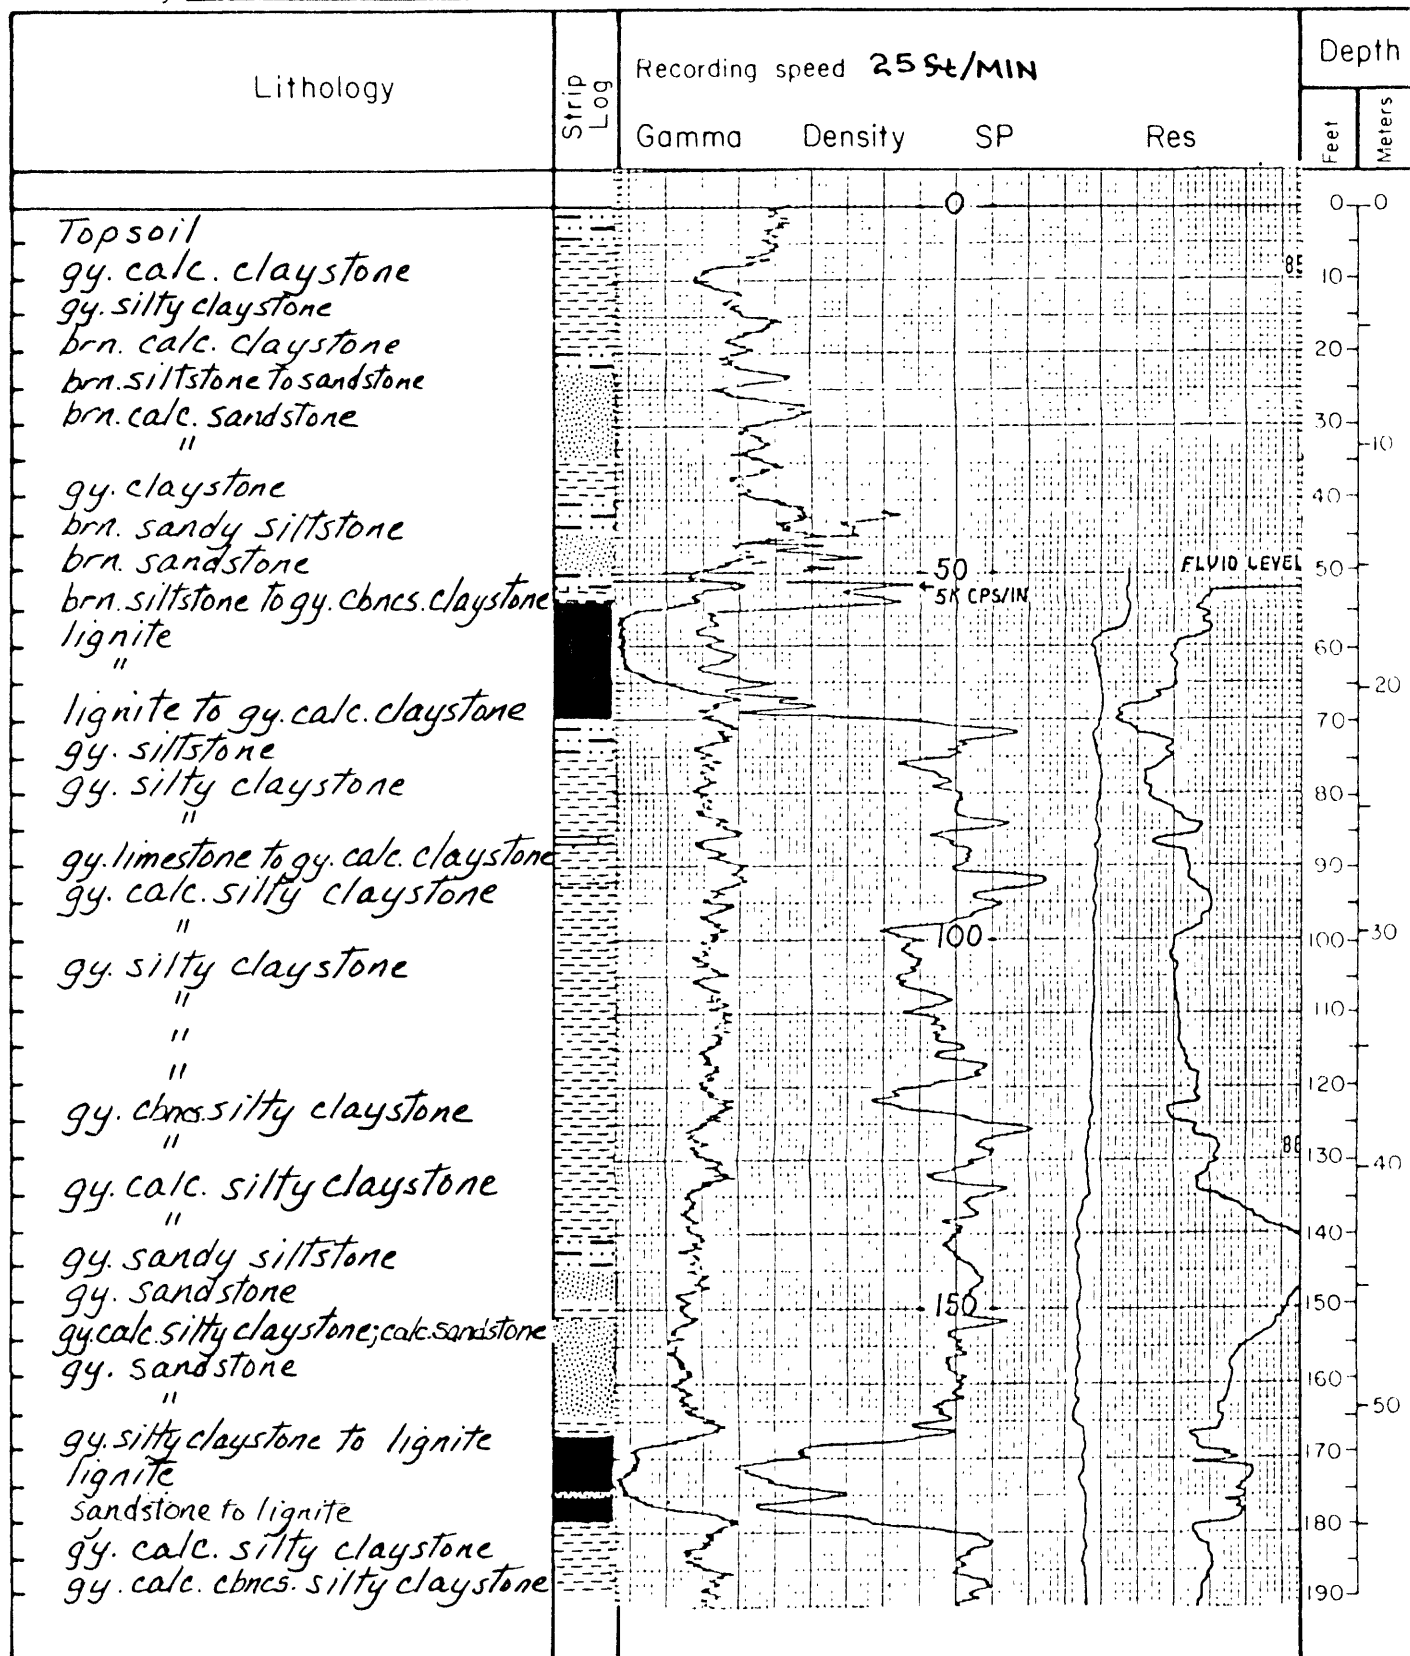 Lithology
Strip Log
Recording speed 25 ft/MIN
Gamma Density SP Res
Depth
Feet
Meters
Topsoil
gy. calc. claystone
gy. silty claystone
brn. calc. claystone
brn. siltstone to sandstone
brn. calc. sandstone
"
gy. claystone
brn. sandy siltstone
brn. sandstone
brn. siltstone to gy. cbncs. claystone
lignite
"
lignite to gy. calc. claystone
gy. siltstone
gy. silty claystone
"
gy. limestone to gy. calc. claystone
gy. calc. silty claystone
"
gy. silty claystone
"
"
"
gy. cbncs. silty claystone
"
gy. calc. silty claystone
"
gy. sandy siltstone
gy. sandstone
gy. calc. silty claystone; calc. sandstone
gy. sandstone
"
gy. silty claystone to lignite
lignite
sandstone to lignite
gy. calc. silty claystone
gy. calc. cbncs. silty claystone
0
50
5K CPS/IN
FLUID LEVEL
100
150
0
10
20
30
40
50
60
70
80
90
100
110
120
130
140
150
160
170
180
190
0
10
20
30
40
50